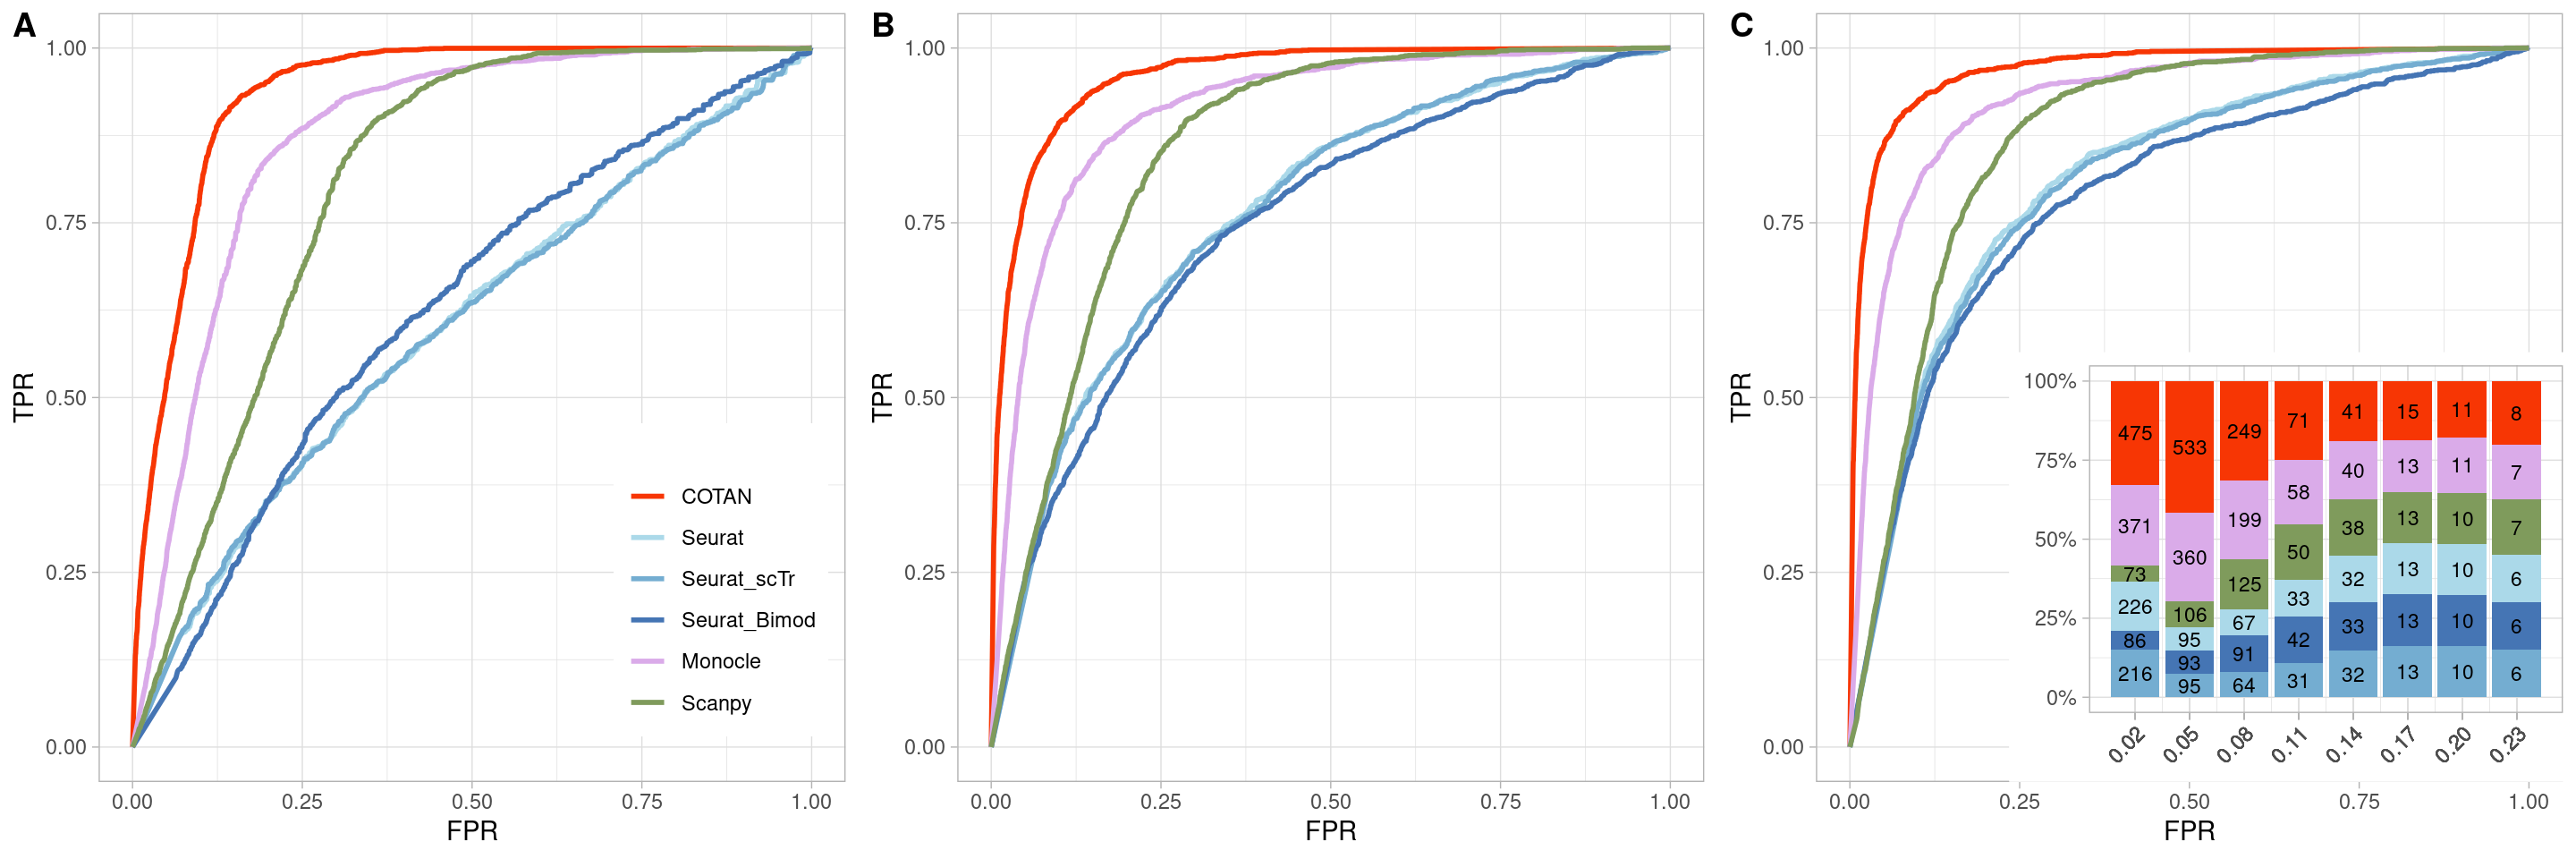 A
1.00
0.75
0.50
0.25
0.00
TPR
0.00 0.25 0.50 0.75 1.00
FPR
COTAN
Seurat
Seurat_scTr
Seurat_Bimod
Monocle
Scanpy
B
1.00
0.75
0.50
0.25
0.00
TPR
0.00 0.25 0.50 0.75 1.00
FPR
C
1.00
0.75
0.50
0.25
0.00
TPR
0.00 0.25 0.50 0.75 1.00
FPR
100%
75%
50%
25%
0%
475 533 249 71 41 15 11 8
371 360 199 58 40 13 11 7
73 106 125 50 38 13 10 7
226 95 67 33 32 13 10 6
86 93 91 42 33 13 10 6
216 95 64 31 32 13 10 6
0.02 0.05 0.08 0.11 0.14 0.17 0.20 0.23